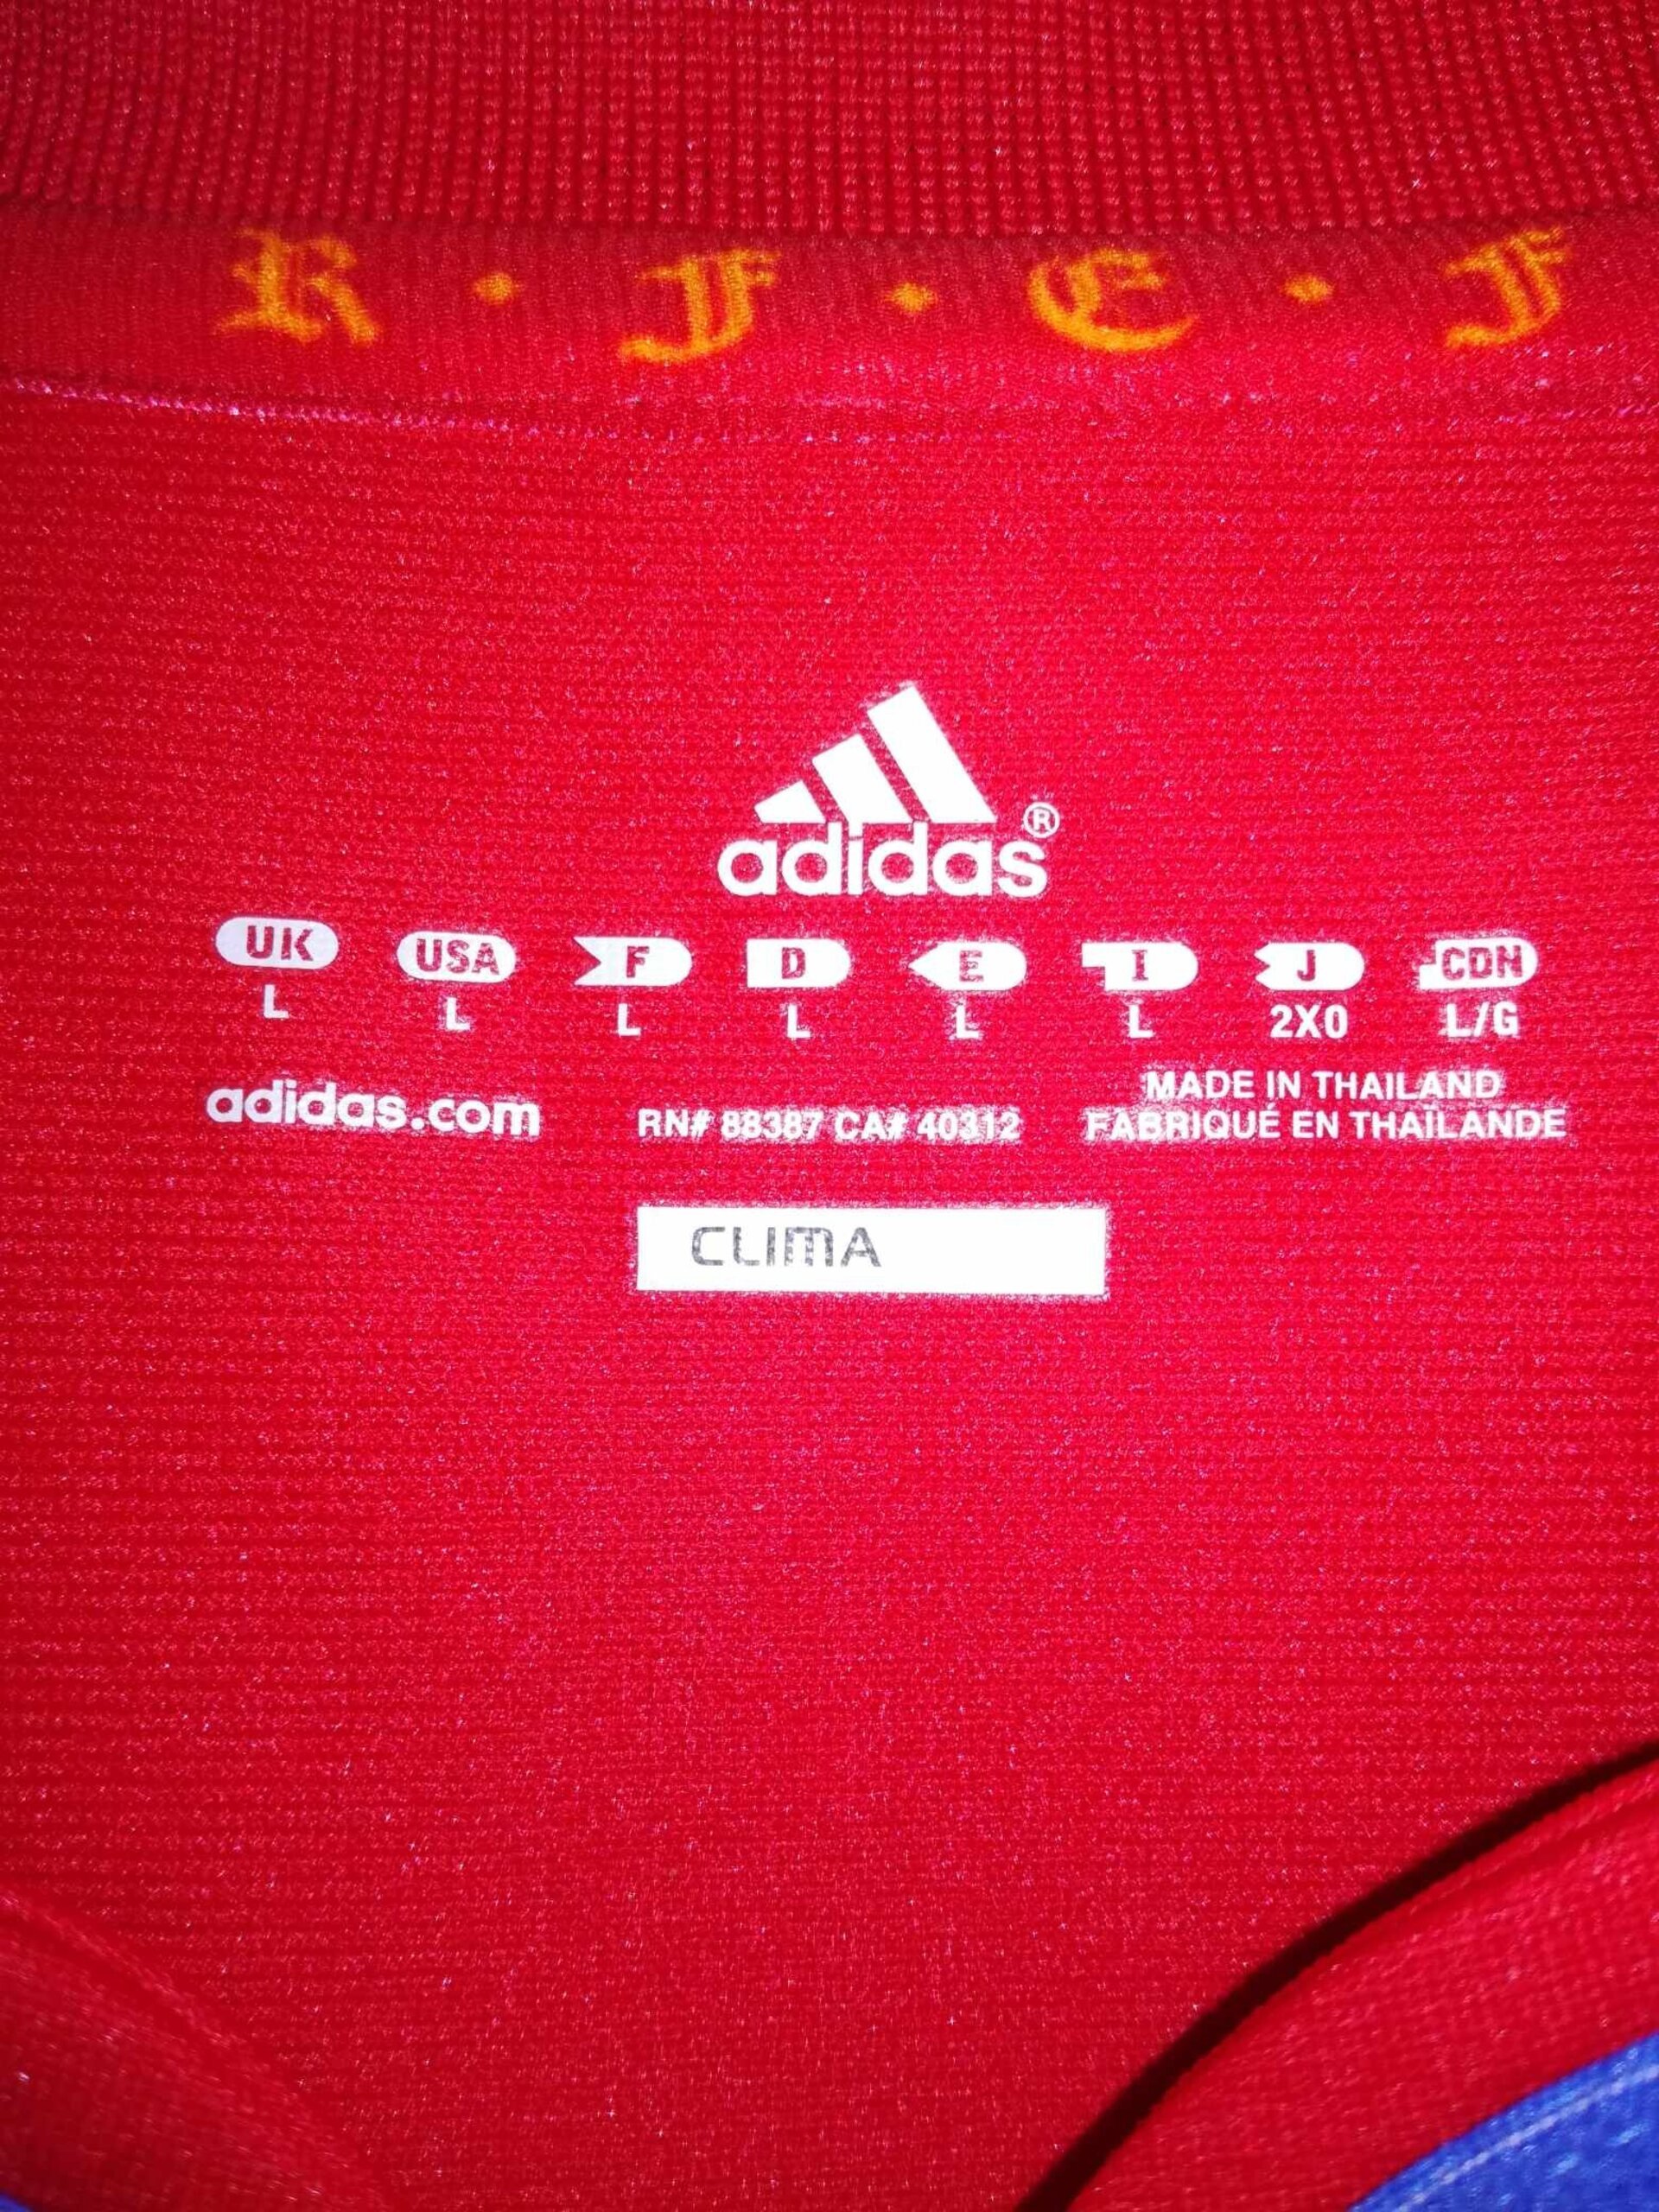 R · F · E · F
adidas®
UK USA F D E I J CDN
L L L L L L 2XO L/G
adidas.com RN# 88387 CA# 40312 MADE IN THAILAND
FABRIQUÉ EN THAÏLANDE
CLIMA